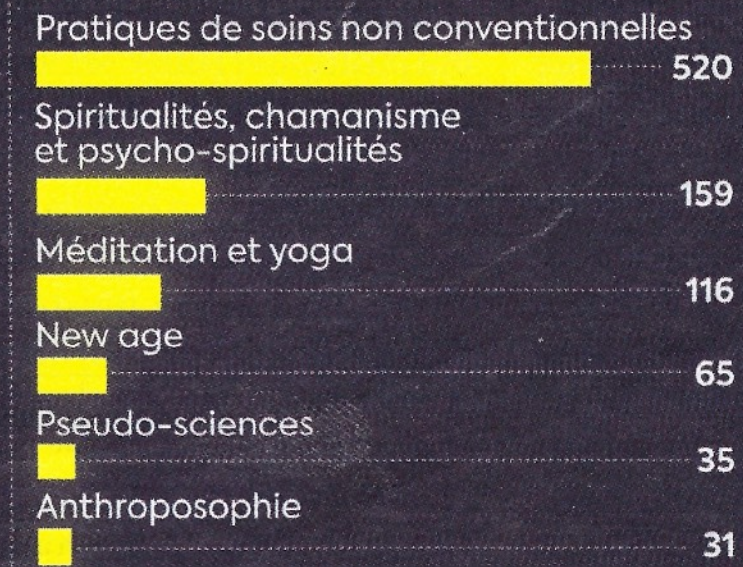 Pratiques de soins non conventionnelles
520
Spiritualités, chamanisme
et psycho-spiritualités
159
Méditation et yoga
116
New age
65
Pseudo-sciences
35
Anthroposophie
31